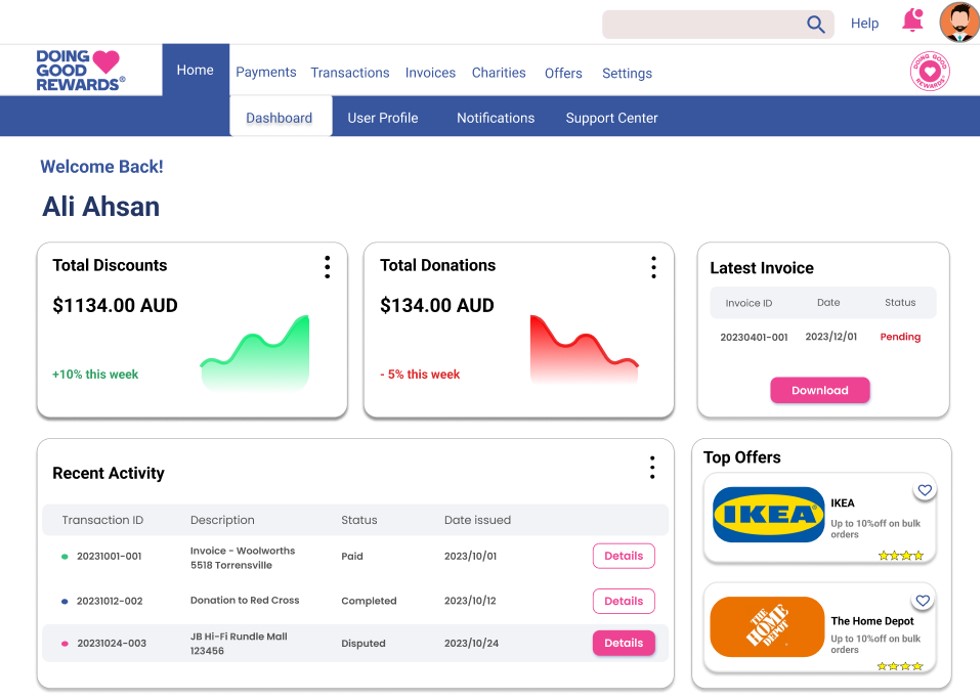 Help
DOING
GOOD
REWARDS®
Home
Payments
Transactions
Invoices
Charities
Offers
Settings
DOING GOOD REWARDS
Dashboard
User Profile
Notifications
Support Center
Welcome Back!
Ali Ahsan
Total Discounts
$1134.00 AUD
+10% this week
Total Donations
$134.00 AUD
- 5% this week
Latest Invoice
Invoice ID Date Status
20230401-001 2023/12/01 Pending
Download
Recent Activity
Transaction ID Description Status Date issued
20231001-001 Invoice - Woolworths Paid 2023/10/01 Details
5518 Torrensville
20231012-002 Donation to Red Cross Completed 2023/10/12 Details
20231024-003 JB Hi-Fi Rundle Mall Disputed 2023/10/24 Details
123456
Top Offers
IKEA
IKEA
Up to 10%off on bulk
orders
THE
HOME
DEPOT
The Home Depot
Up to 10%off on bulk
orders